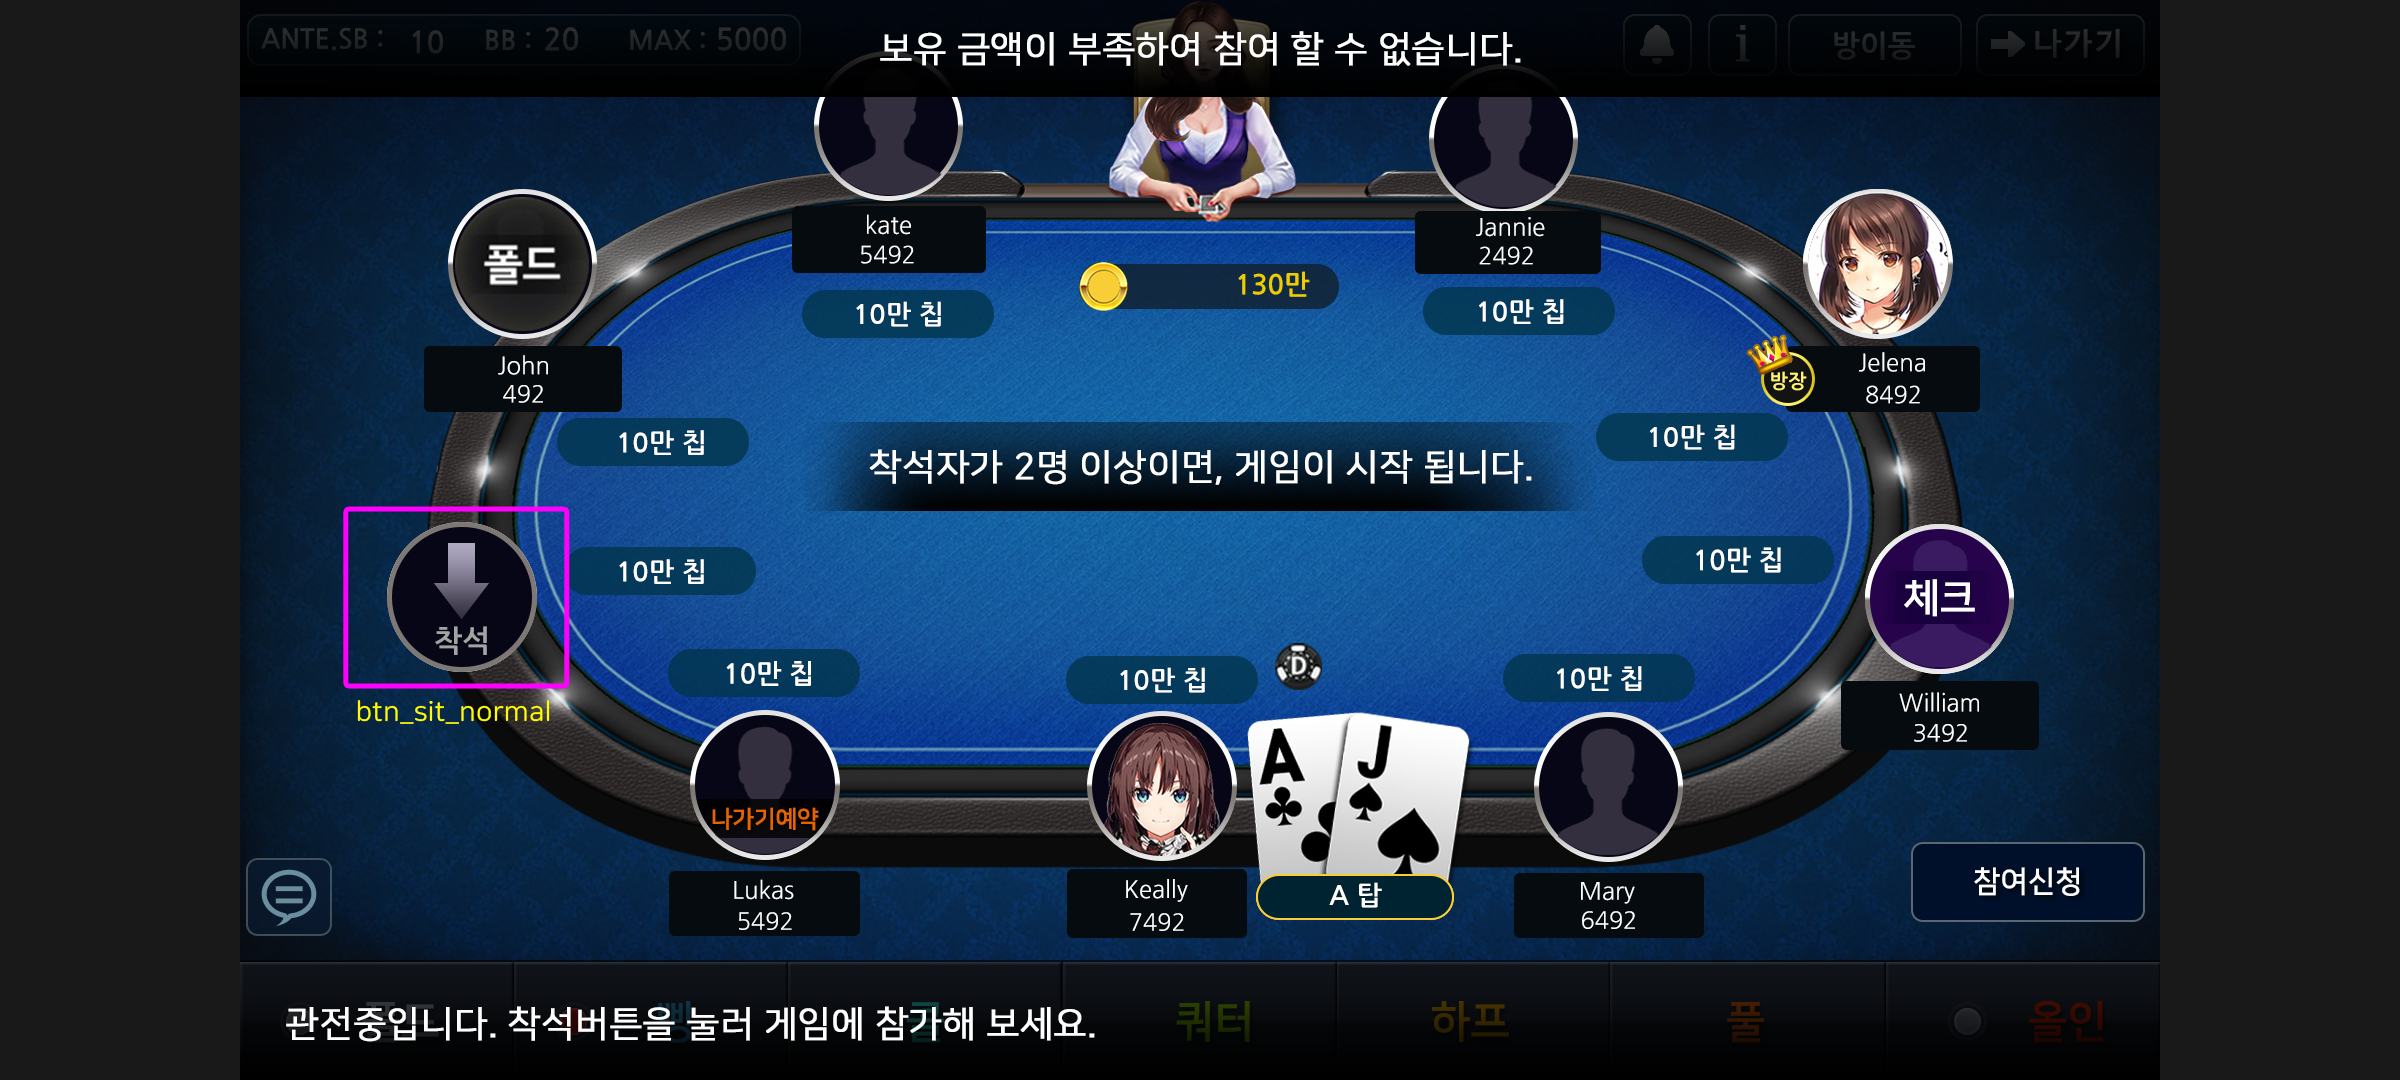 ANTE.SB : 10 BB : 20 MAX : 5000
보유 금액이 부족하여 참여 할 수 없습니다.
i
방이동
나가기
kate
5492
Jannie
2492
폴드
130만
10만 칩
10만 칩
John
492
방장
Jelena
8492
10만 칩
10만 칩
착석자가 2명 이상이면, 게임이 시작 됩니다.
착석
10만 칩
10만 칩
체크
btn_sit_normal
10만 칩
10만 칩
D
10만 칩
William
3492
나가기예약
A
J
Lukas
5492
Keally
7492
A 탑
Mary
6492
참여신청
폴드
삥
콜
쿼터
하프
풀
올인
관전중입니다. 착석버튼을 눌러 게임에 참가해 보세요.